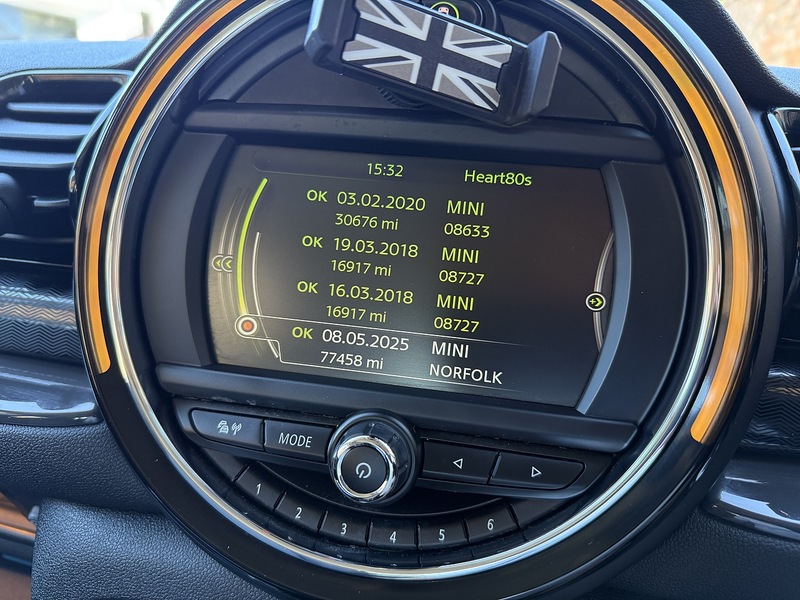 15:32 Heart80s
OK 03.02.2020 MINI
30676 mi 08633
OK 19.03.2018 MINI
16917 mi 08727
OK 16.03.2018 MINI
16917 mi 08727
OK 08.05.2025 MINI
77458 mi NORFOLK
MODE
1 2 3 4 5 6